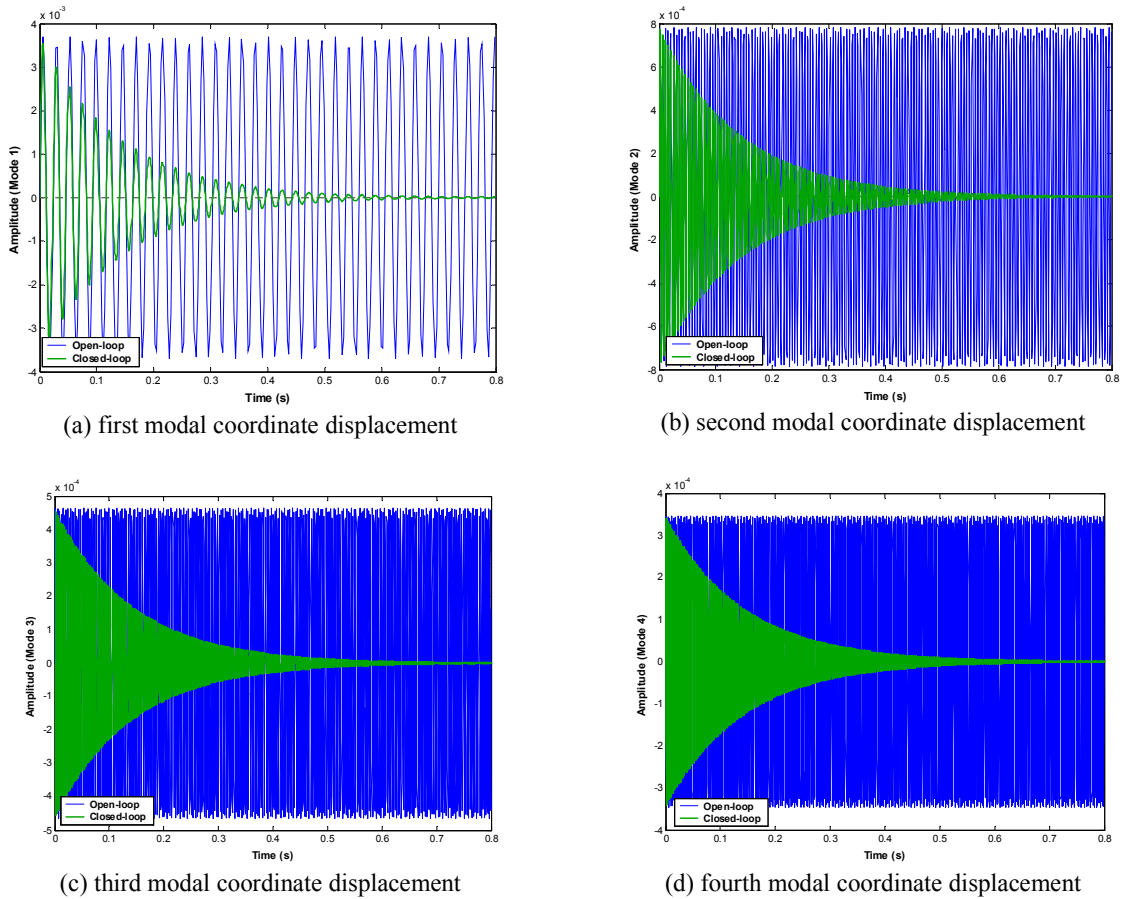 x 10⁻³
4
3
2
1
0
-1
-2
-3
-4
Amplitude (Mode 1)
Open-loop
Closed-loop
0 0.1 0.2 0.3 0.4 0.5 0.6 0.7 0.8
Time (s)
(a) first modal coordinate displacement
x 10⁻⁴
8
6
4
2
0
-2
-4
-6
-8
Amplitude (Mode 2)
Open-loop
Closed-loop
0 0.1 0.2 0.3 0.4 0.5 0.6 0.7 0.8
Time (s)
(b) second modal coordinate displacement
x 10⁻⁴
5
4
3
2
1
0
-1
-2
-3
-4
-5
Amplitude (Mode 3)
Open-loop
Closed-loop
0 0.1 0.2 0.3 0.4 0.5 0.6 0.7 0.8
Time (s)
(c) third modal coordinate displacement
x 10⁻⁴
4
3
2
1
0
-1
-2
-3
-4
Amplitude (Mode 4)
Open-loop
Closed-loop
0 0.1 0.2 0.3 0.4 0.5 0.6 0.7 0.8
Time (s)
(d) fourth modal coordinate displacement